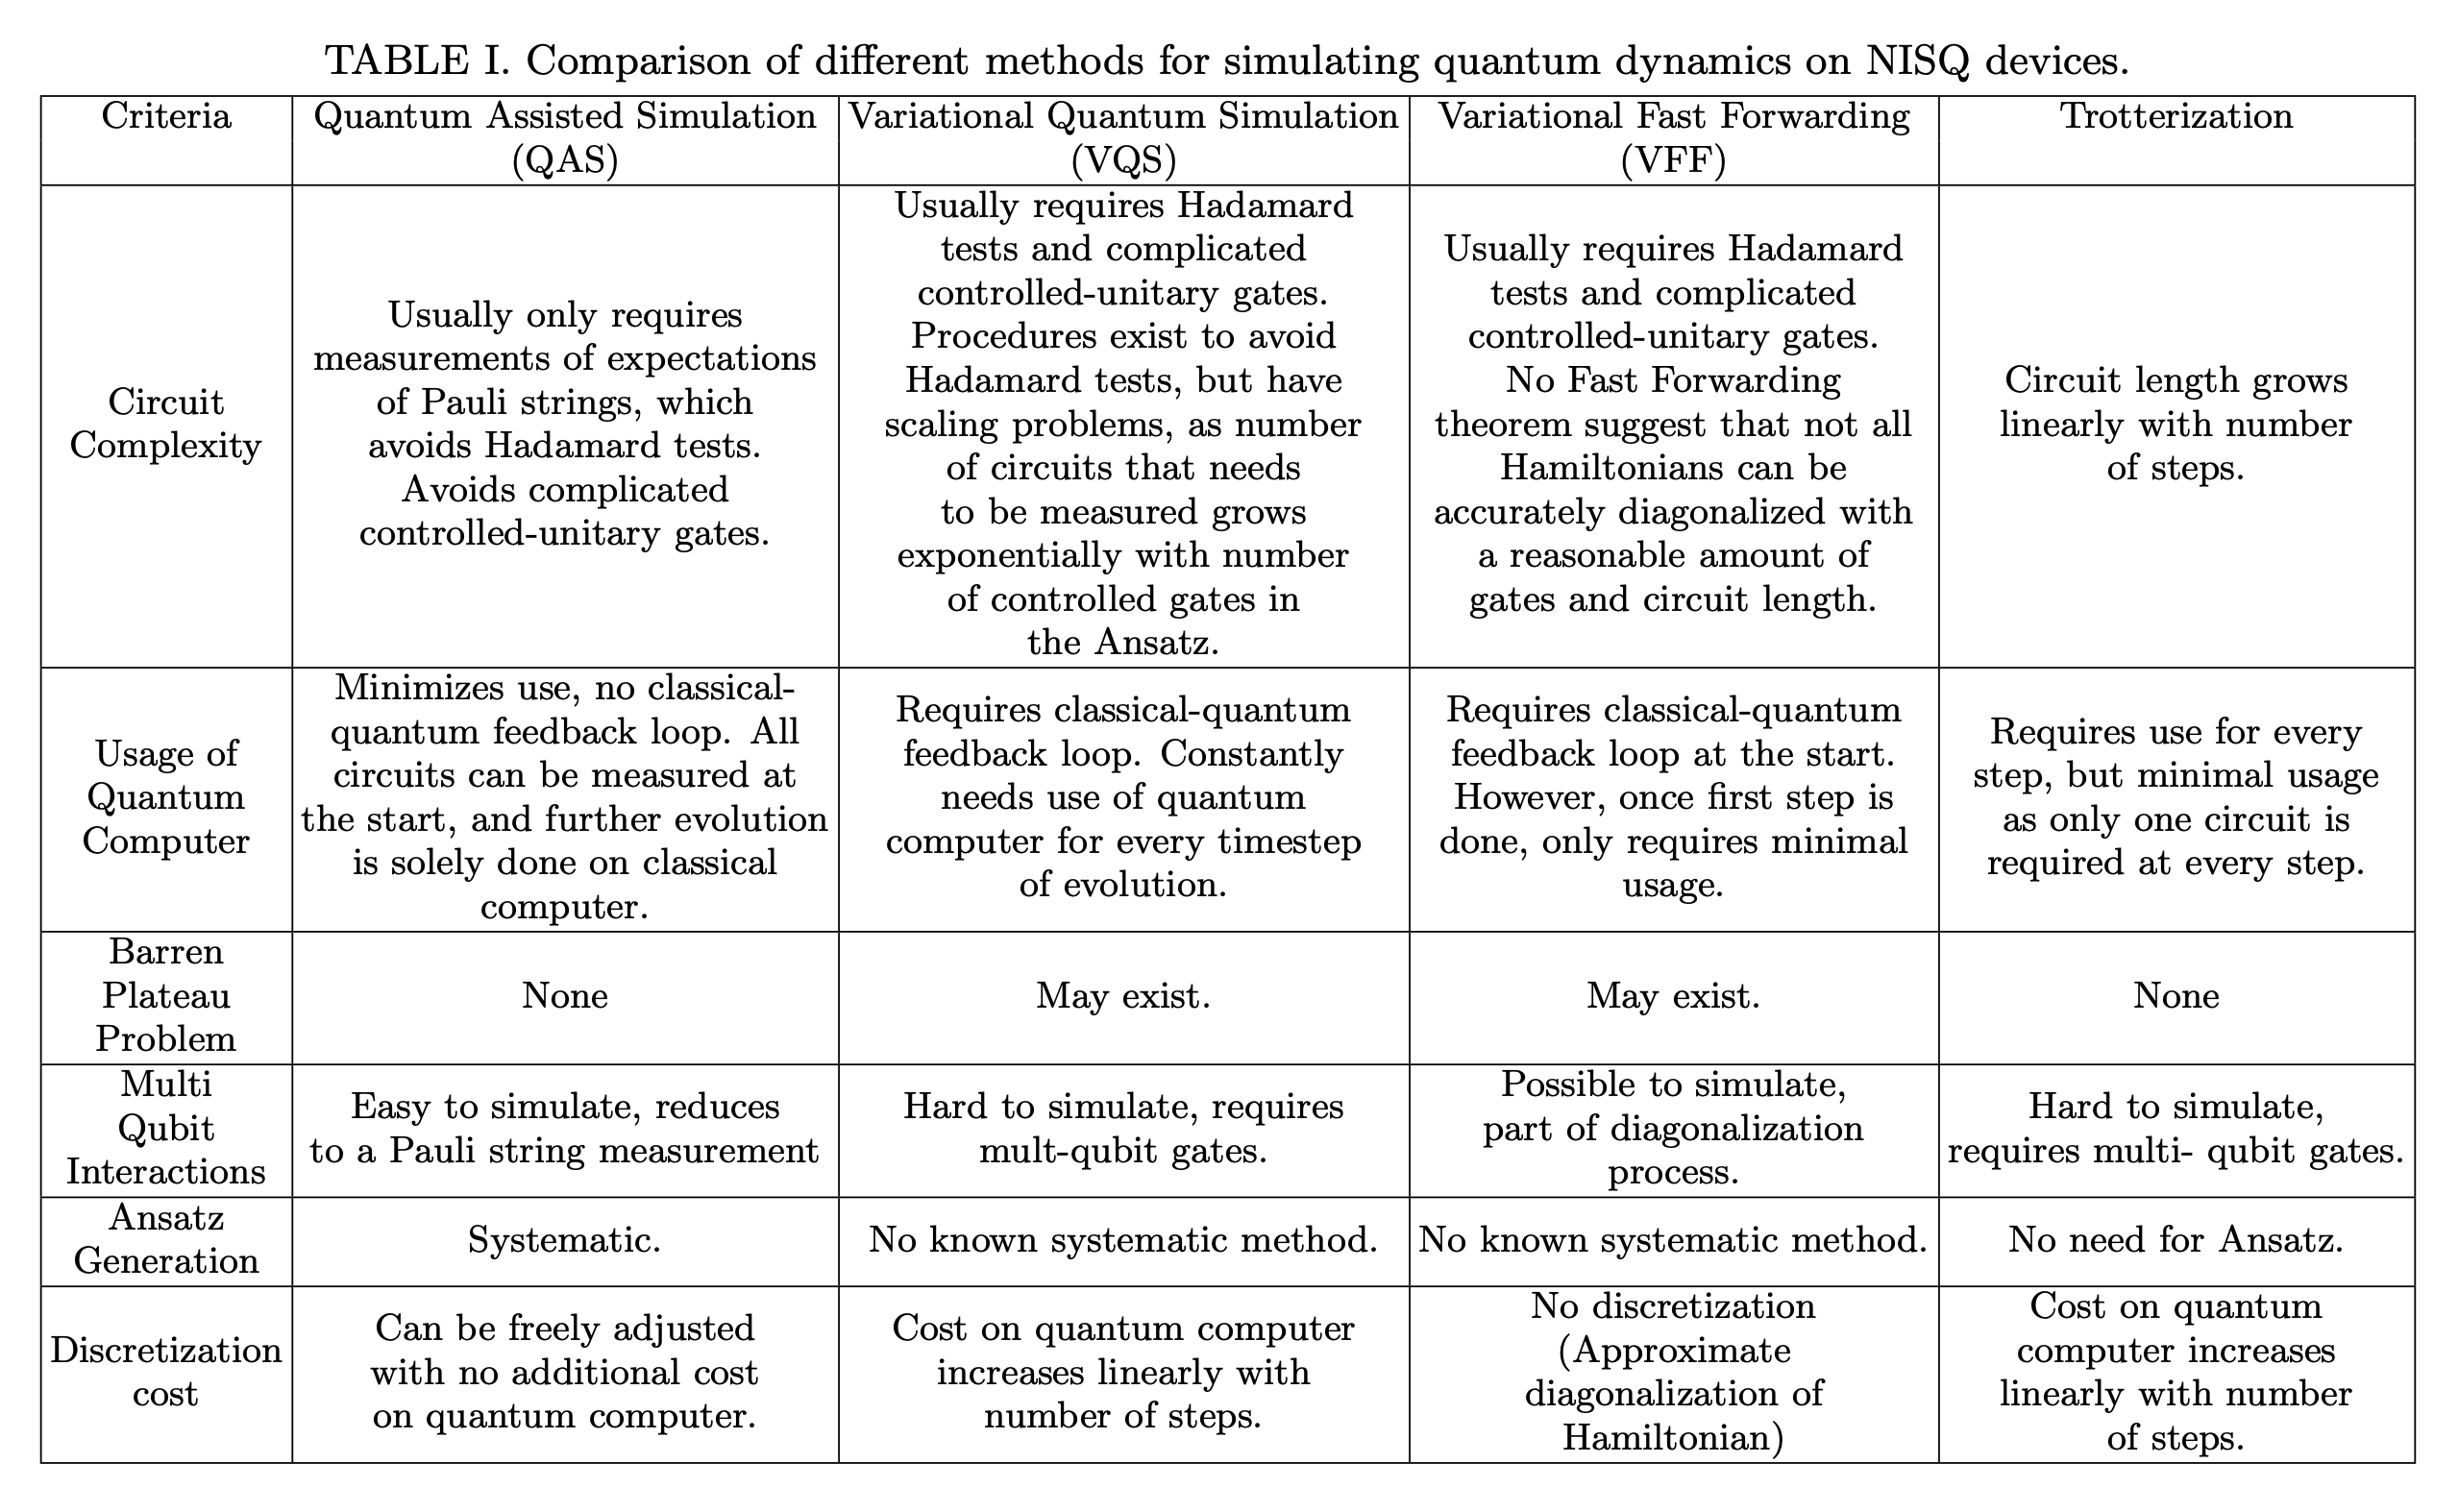 TABLE I. Comparison of different methods for simulating quantum dynamics on NISQ devices.
Criteria
Quantum Assisted Simulation
(QAS)
Variational Quantum Simulation
(VQS)
Variational Fast Forwarding
(VFF)
Trotterization
Circuit
Complexity
Usually only requires
measurements of expectations
of Pauli strings, which
avoids Hadamard tests.
Avoids complicated
controlled-unitary gates.
Usually requires Hadamard
tests and complicated
controlled-unitary gates.
Procedures exist to avoid
Hadamard tests, but have
scaling problems, as number
of circuits that needs
to be measured grows
exponentially with number
of controlled gates in
the Ansatz.
Usually requires Hadamard
tests and complicated
controlled-unitary gates.
No Fast Forwarding
theorem suggest that not all
Hamiltonians can be
accurately diagonalized with
a reasonable amount of
gates and circuit length.
Circuit length grows
linearly with number
of steps.
Usage of
Quantum
Computer
Minimizes use, no classical-
quantum feedback loop. All
circuits can be measured at
the start, and further evolution
is solely done on classical
computer.
Requires classical-quantum
feedback loop. Constantly
needs use of quantum
computer for every timestep
of evolution.
Requires classical-quantum
feedback loop at the start.
However, once first step is
done, only requires minimal
usage.
Requires use for every
step, but minimal usage
as only one circuit is
required at every step.
Barren
Plateau
Problem
None
May exist.
May exist.
None
Multi
Qubit
Interactions
Easy to simulate, reduces
to a Pauli string measurement
Hard to simulate, requires
mult-qubit gates.
Possible to simulate,
part of diagonalization
process.
Hard to simulate,
requires multi- qubit gates.
Ansatz
Generation
Systematic.
No known systematic method.
No known systematic method.
No need for Ansatz.
Discretization
cost
Can be freely adjusted
with no additional cost
on quantum computer.
Cost on quantum computer
increases linearly with
number of steps.
No discretization
(Approximate
diagonalization of
Hamiltonian)
Cost on quantum
computer increases
linearly with number
of steps.